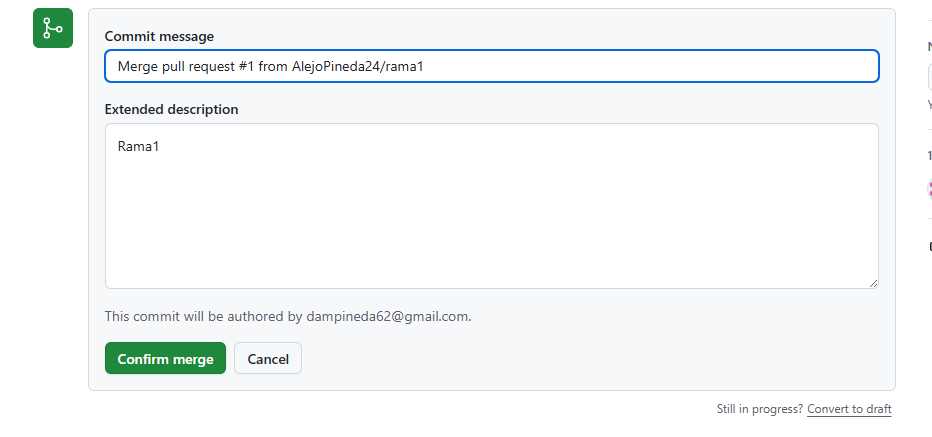 Commit message
Merge pull request #1 from AlejoPineda24/rama1
Extended description
Rama1
This commit will be authored by dampineda62@gmail.com.
Confirm merge
Cancel
Still in progress? Convert to draft